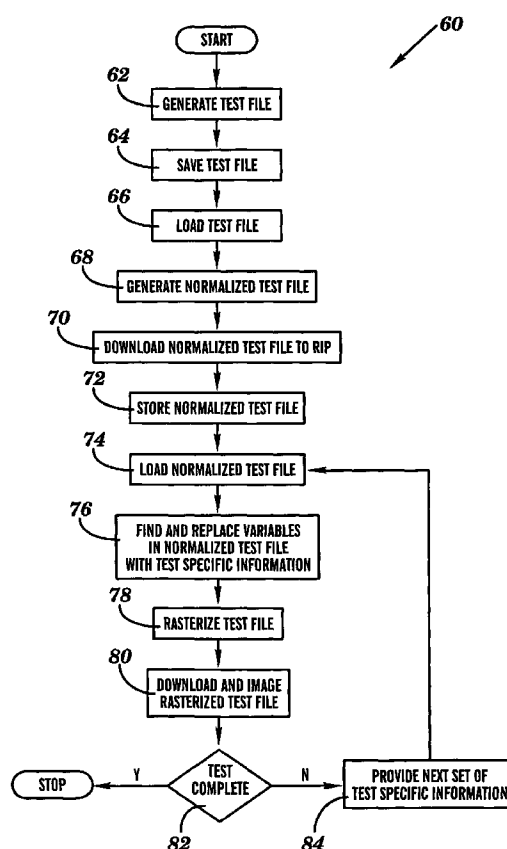 START
60
62
GENERATE TEST FILE
64
SAVE TEST FILE
66
LOAD TEST FILE
68
GENERATE NORMALIZED TEST FILE
70
DOWNLOAD NORMALIZED TEST FILE TO RIP
72
STORE NORMALIZED TEST FILE
74
LOAD NORMALIZED TEST FILE
76
FIND AND REPLACE VARIABLES
IN NORMALIZED TEST FILE
WITH TEST SPECIFIC INFORMATION
78
RASTERIZE TEST FILE
80
DOWNLOAD AND IMAGE
RASTERIZED TEST FILE
STOP
Y
TEST
COMPLETE
N
82
PROVIDE NEXT SET OF
TEST SPECIFIC INFORMATION
84